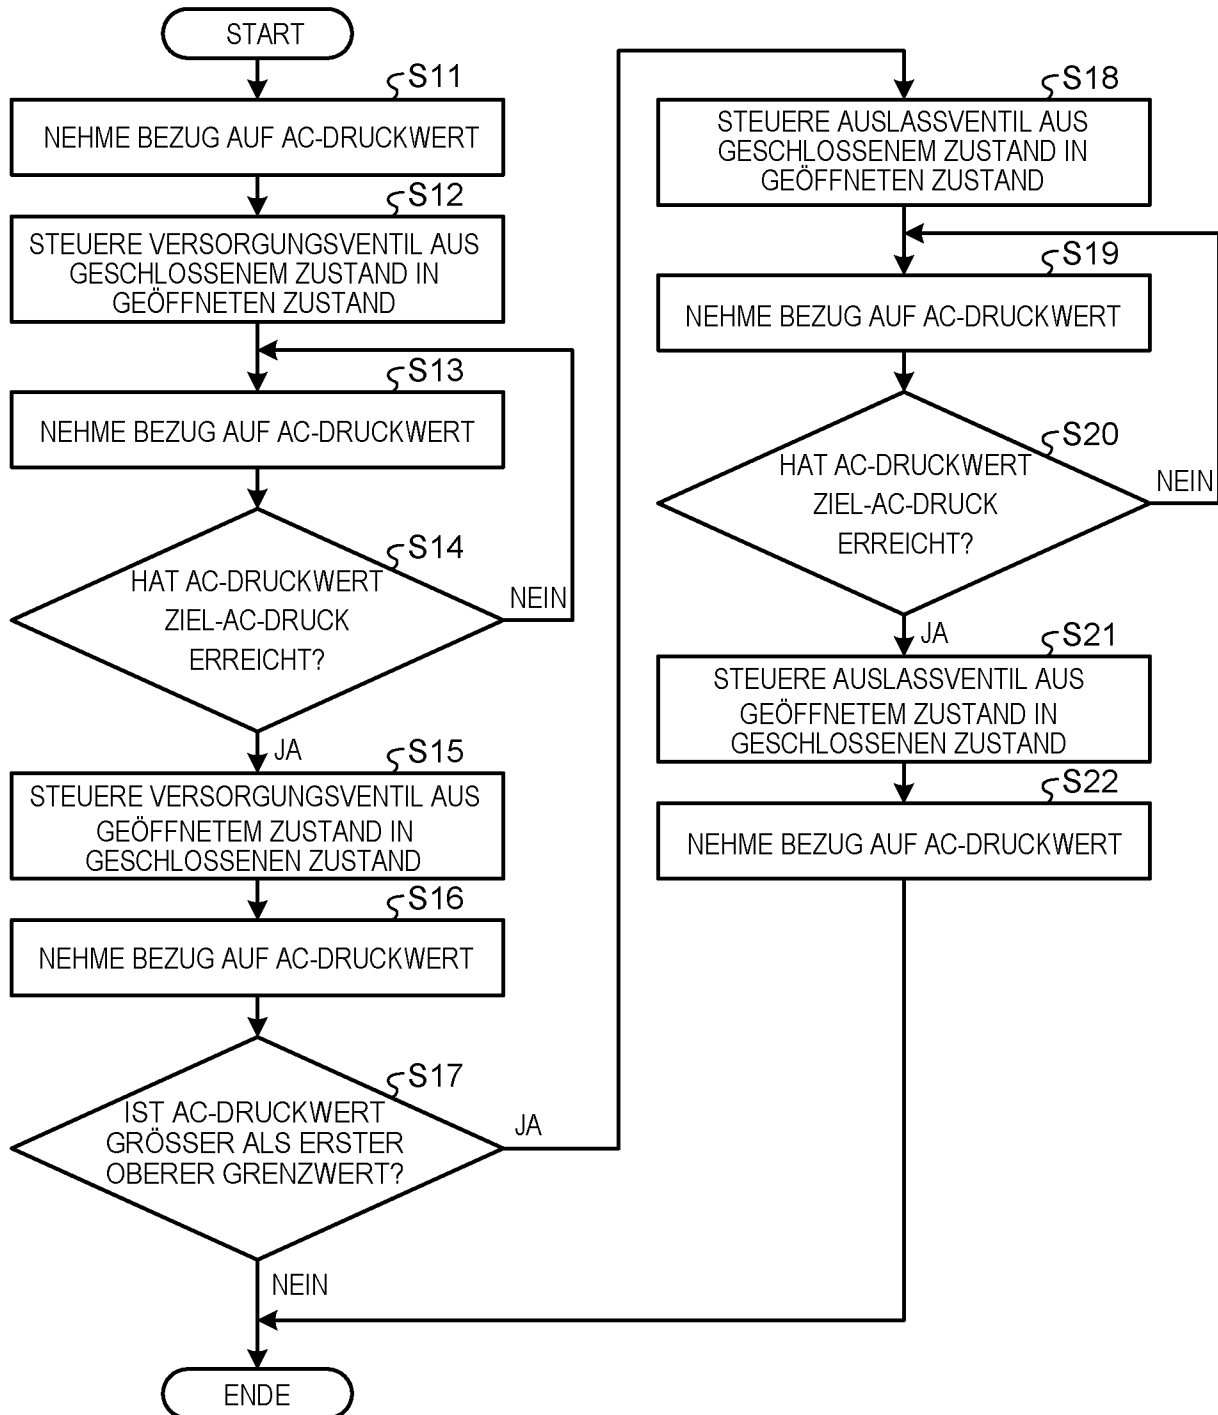 START
S11
NEHME BEZUG AUF AC-DRUCKWERT
S12
STEUERE VERSORGUNGSVENTIL AUS
GESCHLOSSENEM ZUSTAND IN
GEÖFFNETEN ZUSTAND
S13
NEHME BEZUG AUF AC-DRUCKWERT
S14
HAT AC-DRUCKWERT
ZIEL-AC-DRUCK
ERREICHT?
NEIN
JA
S15
STEUERE VERSORGUNGSVENTIL AUS
GEÖFFNETEM ZUSTAND IN
GESCHLOSSENEN ZUSTAND
S16
NEHME BEZUG AUF AC-DRUCKWERT
S17
IST AC-DRUCKWERT
GRÖSSER ALS ERSTER
OBERER GRENZWERT?
JA
NEIN
S18
STEUERE AUSLASSVENTIL AUS
GESCHLOSSENEM ZUSTAND IN
GEÖFFNETEN ZUSTAND
S19
NEHME BEZUG AUF AC-DRUCKWERT
S20
HAT AC-DRUCKWERT
ZIEL-AC-DRUCK
ERREICHT?
NEIN
JA
S21
STEUERE AUSLASSVENTIL AUS
GEÖFFNETEM ZUSTAND IN
GESCHLOSSENEN ZUSTAND
S22
NEHME BEZUG AUF AC-DRUCKWERT
ENDE